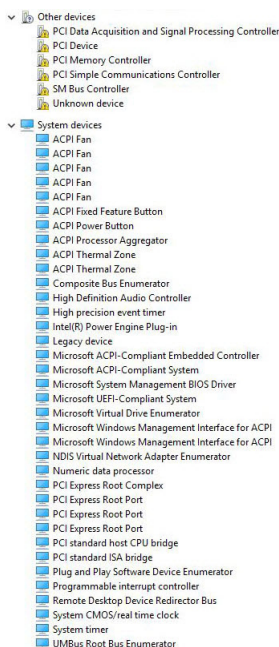 Other devices
PCI Data Acquisition and Signal Processing Controller
PCI Device
PCI Memory Controller
PCI Simple Communications Controller
SM Bus Controller
Unknown device
System devices
ACPI Fan
ACPI Fan
ACPI Fan
ACPI Fan
ACPI Fan
ACPI Fixed Feature Button
ACPI Power Button
ACPI Processor Aggregator
ACPI Thermal Zone
ACPI Thermal Zone
Composite Bus Enumerator
High Definition Audio Controller
High precision event timer
Intel(R) Power Engine Plug-in
Legacy device
Microsoft ACPI-Compliant Embedded Controller
Microsoft ACPI-Compliant System
Microsoft System Management BIOS Driver
Microsoft UEFI-Compliant System
Microsoft Virtual Drive Enumerator
Microsoft Windows Management Interface for ACPI
Microsoft Windows Management Interface for ACPI
NDIS Virtual Network Adapter Enumerator
Numeric data processor
PCI Express Root Complex
PCI Express Root Port
PCI Express Root Port
PCI Express Root Port
PCI standard host CPU bridge
PCI standard ISA bridge
Plug and Play Software Device Enumerator
Programmable interrupt controller
Remote Desktop Device Redirector Bus
System CMOS/real time clock
System timer
UMBus Root Bus Enumerator